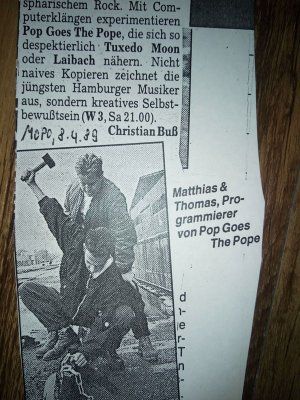 sphärischem Rock. Mit Com-
puterklängen experimentieren
Pop Goes The Pope, die sich so
despektierlich Tuxedo Moon
oder Laibach nähern. Nicht
naives Kopieren zeichnet die
jüngsten Hamburger Musiker
aus, sondern kreatives Selbst-
bewußtsein (W 3, Sa 21.00).
Christian Buß
MOPO, 8.4.89
Matthias &
Thomas, Pro-
grammierer
von Pop Goes
The Pope
d
r-
e-
r
T
n
-